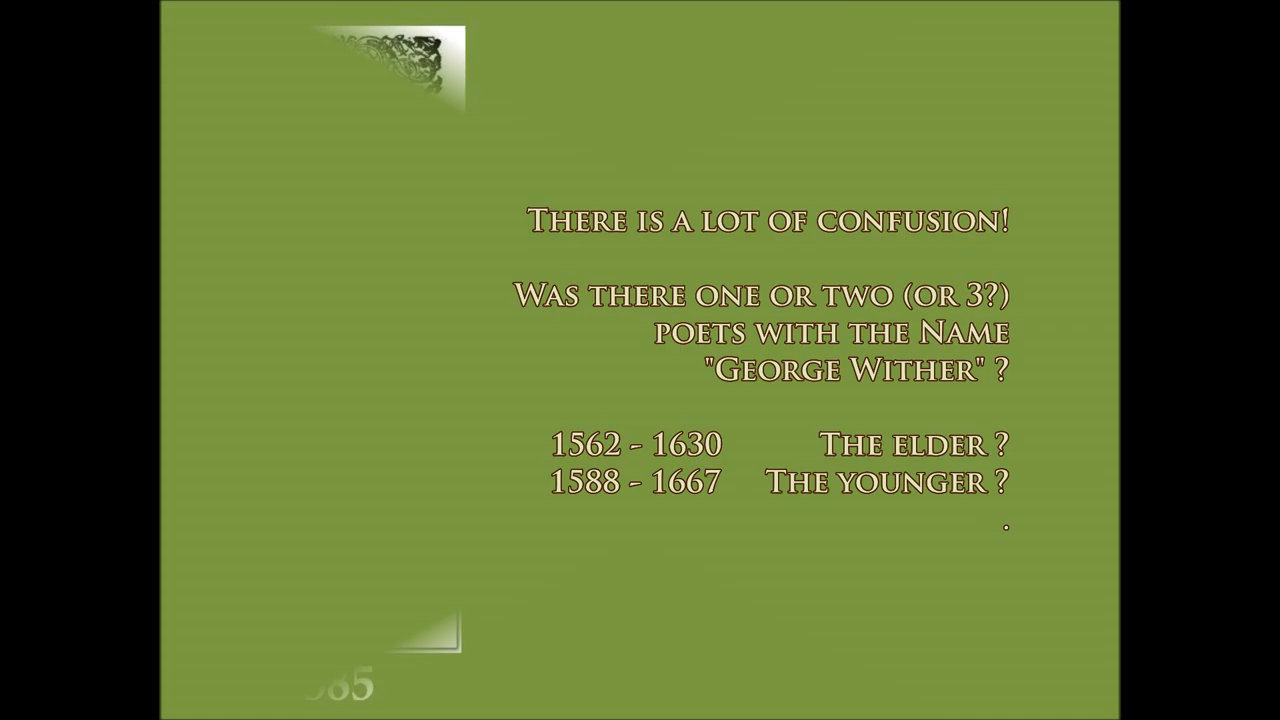 There is a lot of confusion!
Was there one or two (or 3?)
poets with the Name
"George Wither" ?
1562 - 1630 The elder ?
1588 - 1667 The younger ?
.